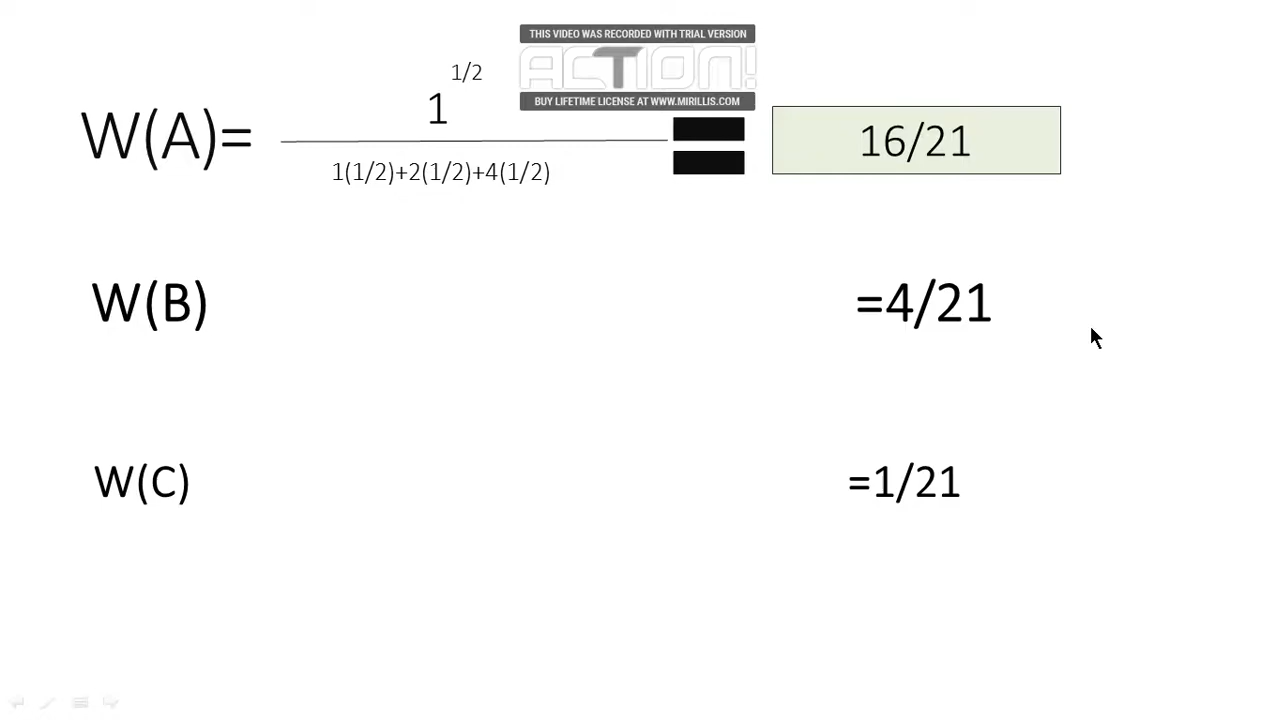 THIS VIDEO WAS RECORDED WITH TRIAL VERSION
ACTION!
BUY LIFETIME LICENSE AT WWW.MIRILLIS.COM
1/2
W(A)= 1 = 16/21
1(1/2)+2(1/2)+4(1/2)
W(B) =4/21
W(C) =1/21